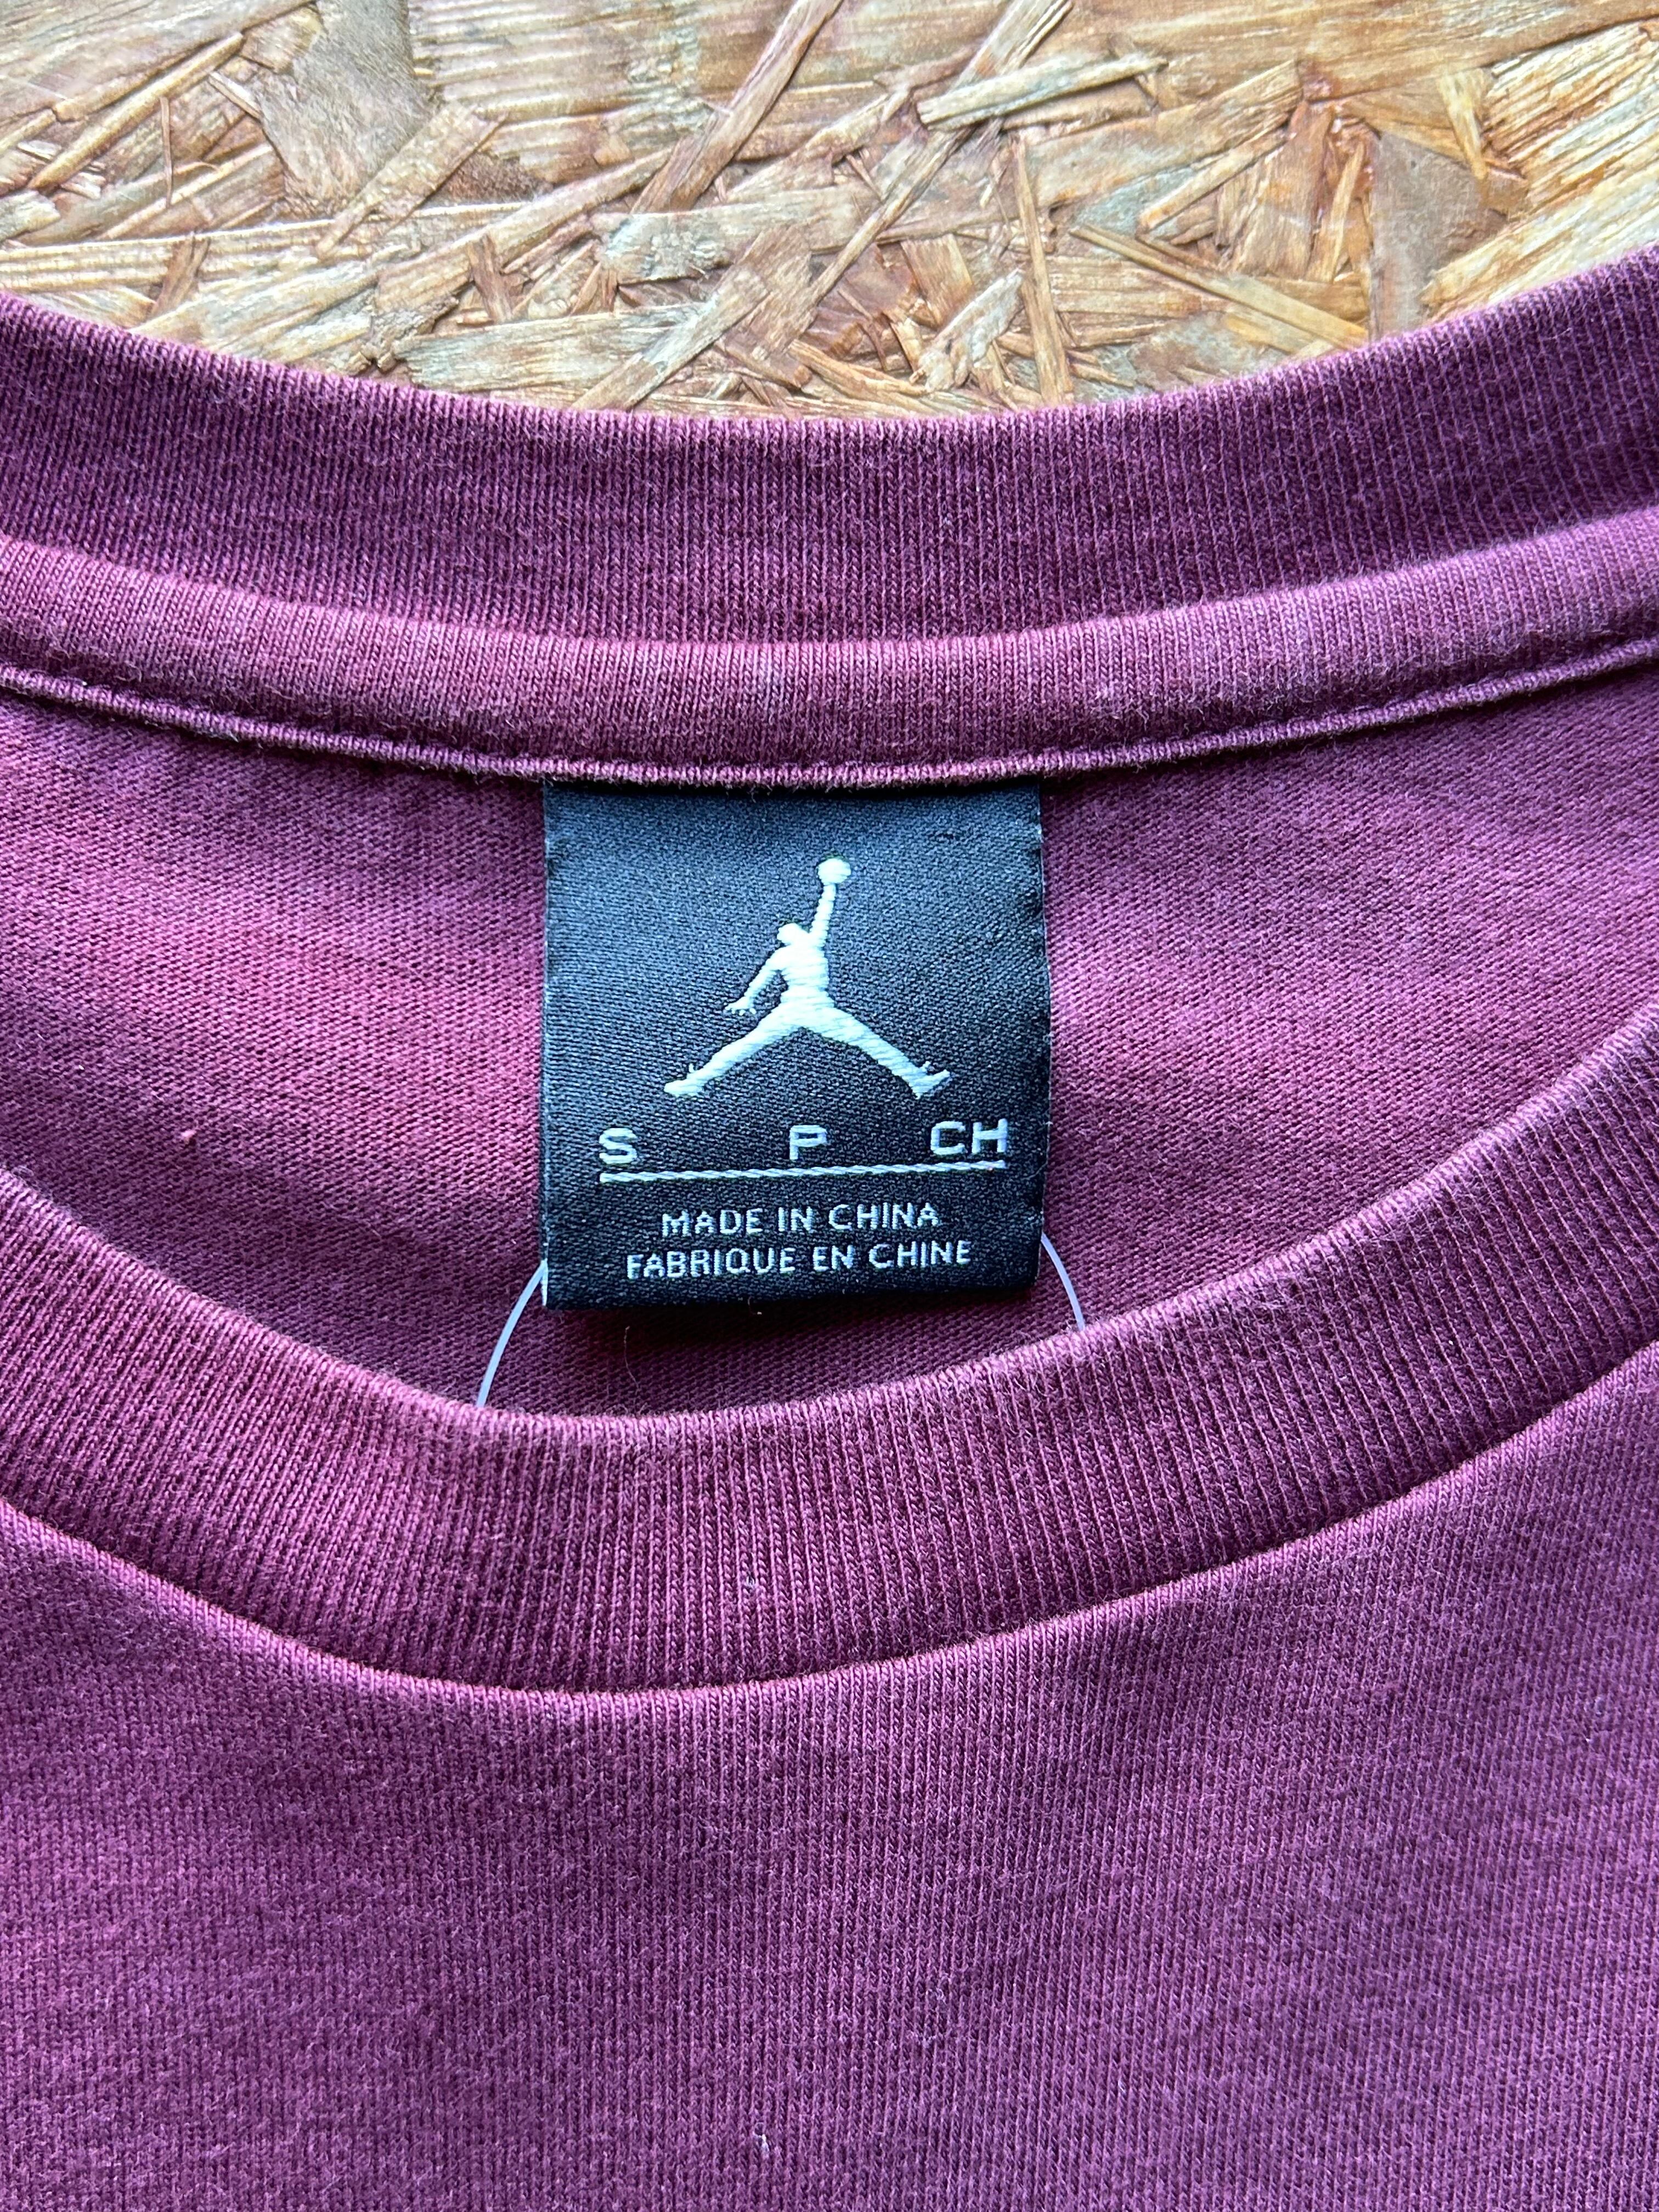 S P CH
MADE IN CHINA
FABRIQUE EN CHINE